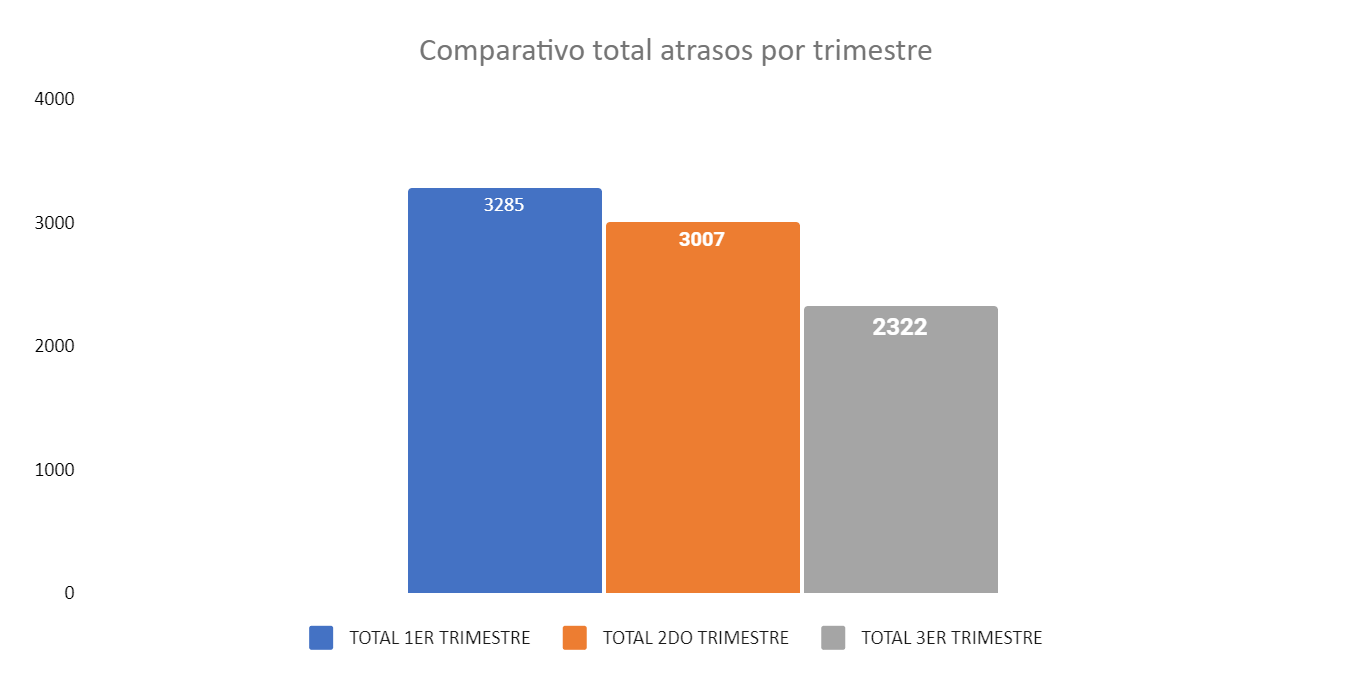 Comparativo total atrasos por trimestre
4000
3000
2000
1000
0
3285
3007
2322
TOTAL 1ER TRIMESTRE
TOTAL 2DO TRIMESTRE
TOTAL 3ER TRIMESTRE